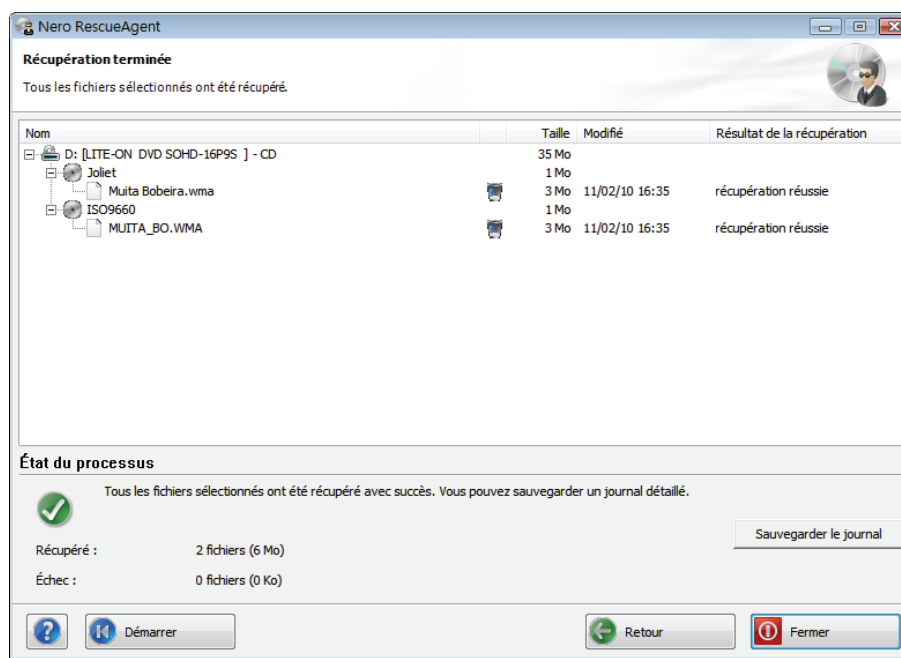 Nero RescueAgent
Récupération terminée
Tous les fichiers sélectionnés ont été récupéré.
Nom Taille Modifié Résultat de la récupération
D: [LITE-ON DVD SOHD-16P9S ] - CD 35 Mo
Joliet 1 Mo
Muita Bobeira.wma 3 Mo 11/02/10 16:35 récupération réussie
ISO9660 1 Mo
MUITA_BO.WMA 3 Mo 11/02/10 16:35 récupération réussie
État du processus
Tous les fichiers sélectionnés ont été récupéré avec succès. Vous pouvez sauvegarder un journal détaillé.
Sauvegarder le journal
Récupéré : 2 fichiers (6 Mo)
Échec : 0 fichiers (0 Ko)
? Démarrer Retour Fermer